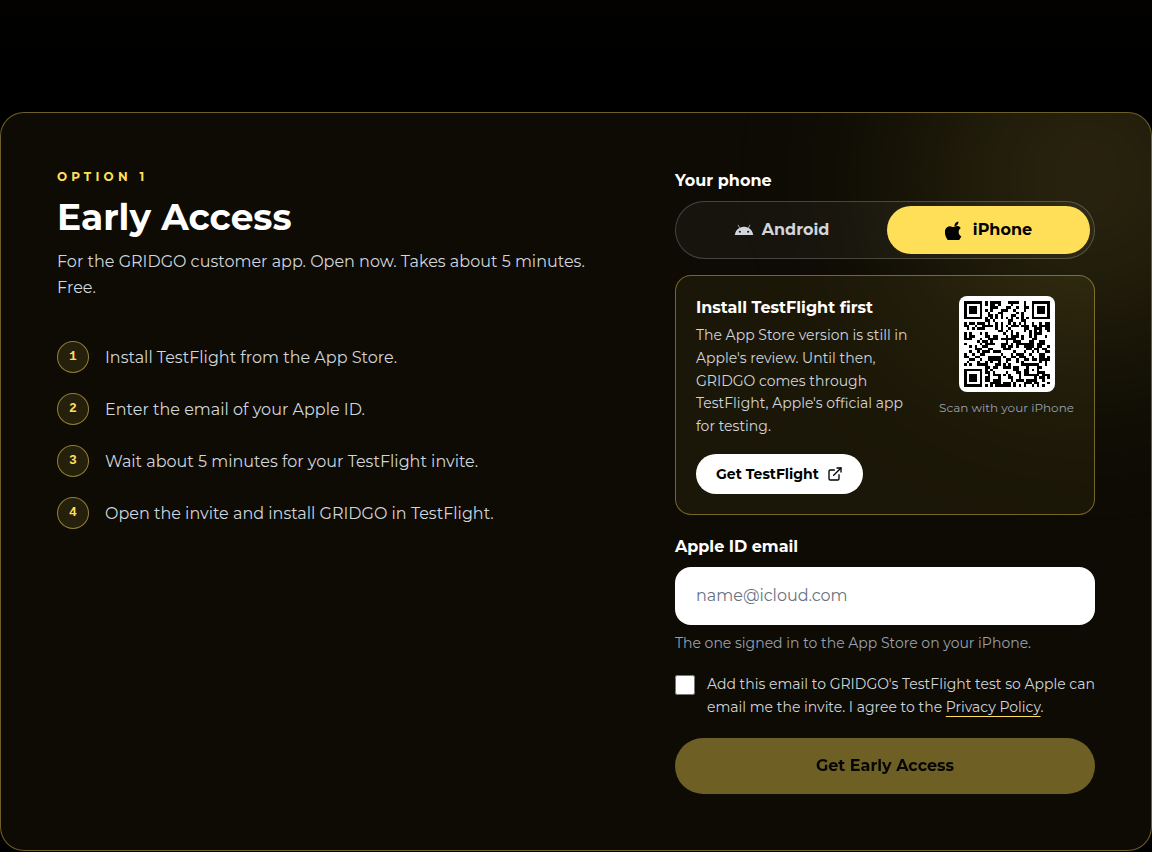 OPTION 1
Early Access
For the GRIDGO customer app. Open now. Takes about 5 minutes.
Free.
1 Install TestFlight from the App Store.
2 Enter the email of your Apple ID.
3 Wait about 5 minutes for your TestFlight invite.
4 Open the invite and install GRIDGO in TestFlight.
Your phone
Android iPhone
Install TestFlight first
The App Store version is still in
Apple's review. Until then,
GRIDGO comes through
TestFlight, Apple's official app
for testing.
Scan with your iPhone
Get TestFlight
Apple ID email
name@icloud.com
The one signed in to the App Store on your iPhone.
Add this email to GRIDGO's TestFlight test so Apple can
email me the invite. I agree to the Privacy Policy.
Get Early Access